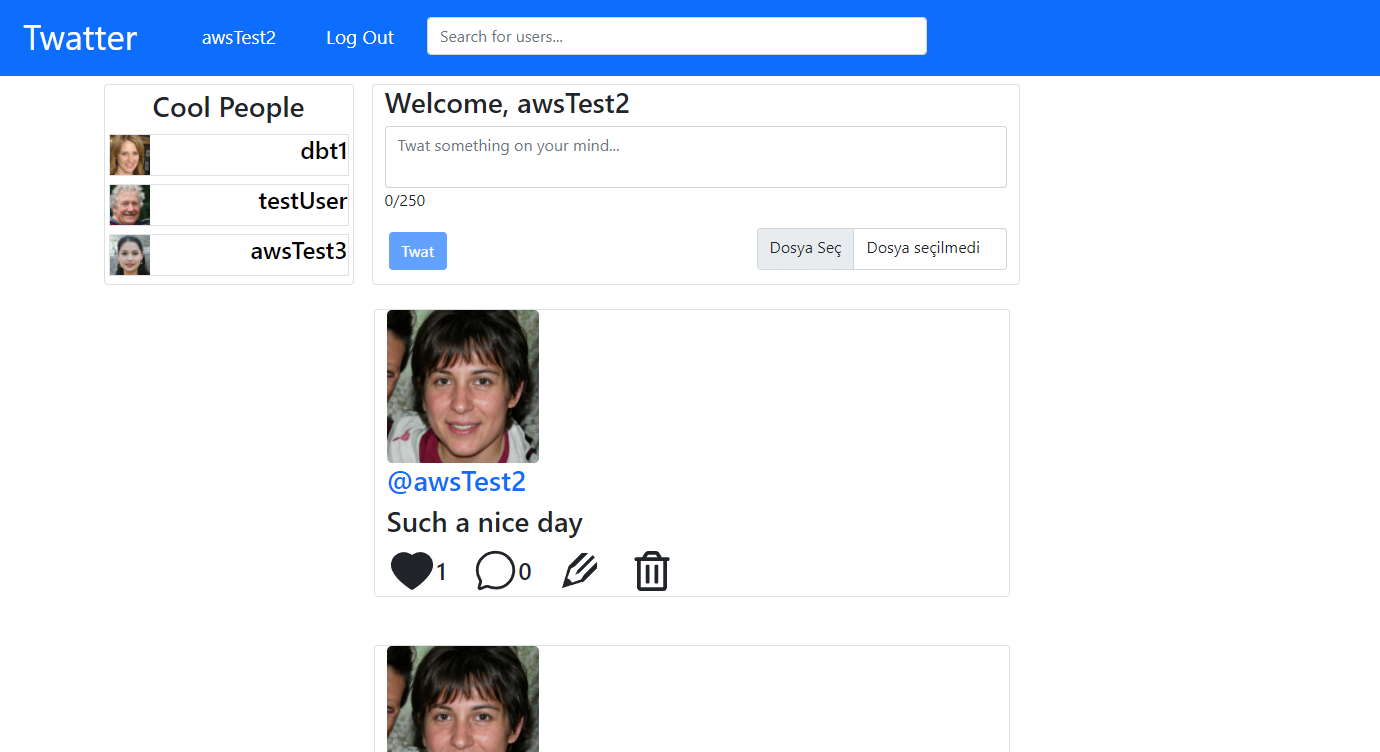 Twatter
awsTest2
Log Out
Search for users...
Cool People
dbt1
testUser
awsTest3
Welcome, awsTest2
Twat something on your mind...
0/250
Twat
Dosya Seç
Dosya seçilmedi
@awsTest2
Such a nice day
1
0